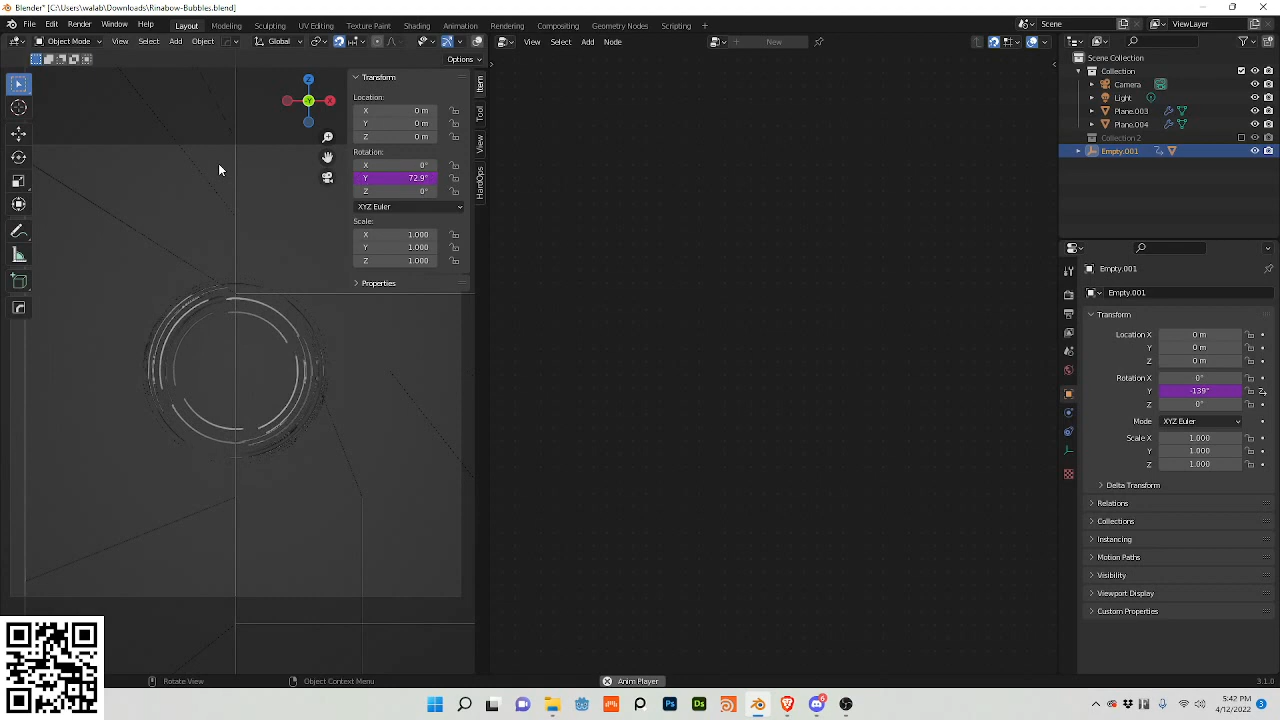 Blender* [C:\Users\walab\Downloads\Rinabow-Bubbles.blend]
File Edit Render Window Help Layout Modeling Sculpting UV Editing Texture Paint Shading Animation Rendering Compositing Geometry Nodes Scripting + Scene ViewLayer
Object Mode View Select Add Object Global View Select Add Node New
Options
Transform
Location:
X 0 m
Y 0 m
Z 0 m
Rotation:
X 0°
Y 72.9°
Z 0°
XYZ Euler
Scale:
X 1.000
Y 1.000
Z 1.000
Properties
Item
Tool
View
HardOps
Z
X
Y
Scene Collection
Collection
Camera
Light
Plane.003
Plane.004
Collection 2
Empty.001
Empty.001
Empty.001
Transform
Location X 0 m
Y 0 m
Z 0 m
Rotation X 0°
Y -139°
Z 0°
Mode XYZ Euler
Scale X 1.000
Y 1.000
Z 1.000
Delta Transform
Relations
Collections
Instancing
Motion Paths
Visibility
Viewport Display
Custom Properties
Rotate View Object Context Menu Anim Player 3.1.0
Ps Ds
5:42 PM
4/12/2022